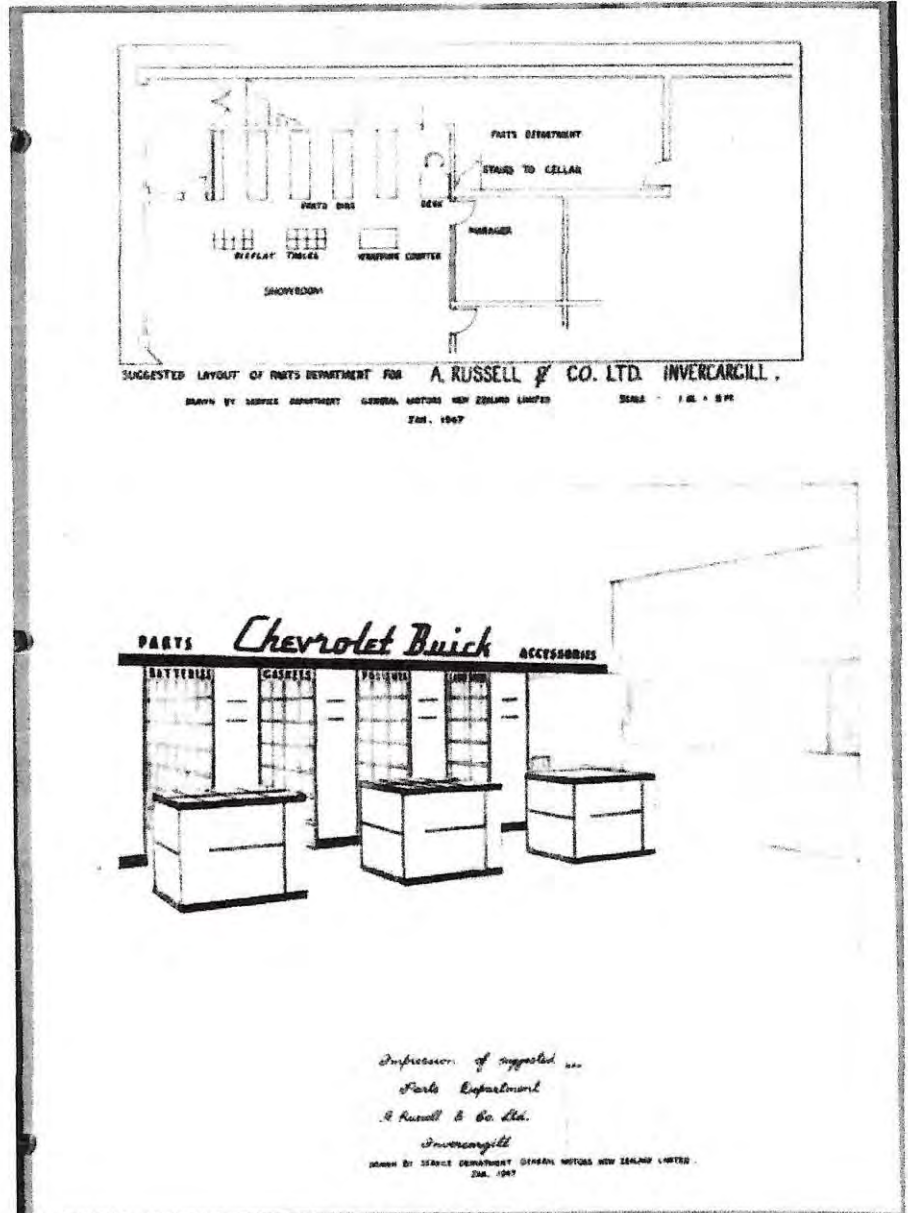 PARTS DEPARTMENT
STAIRS TO CELLAR
PARTS BINS
DESK
MANAGER
DISPLAY TABLES
WRAPPING COUNTER
SHOWROOM
SUGGESTED LAYOUT OF PARTS DEPARTMENT FOR A. RUSSELL & CO. LTD. INVERCARGILL.
DRAWN BY SERVICE DEPARTMENT GENERAL MOTORS NEW ZEALAND LIMITED SCALE
JAN. 1947
PARTS Chevrolet Buick ACCESSORIES
BATTERIES GASKETS
Impression of suggested ...
Parts Department
A. Russell & Co. Ltd.
Invercargill
DRAWN BY SERVICE DEPARTMENT GENERAL MOTORS NEW ZEALAND LIMITED.
JAN. 1947